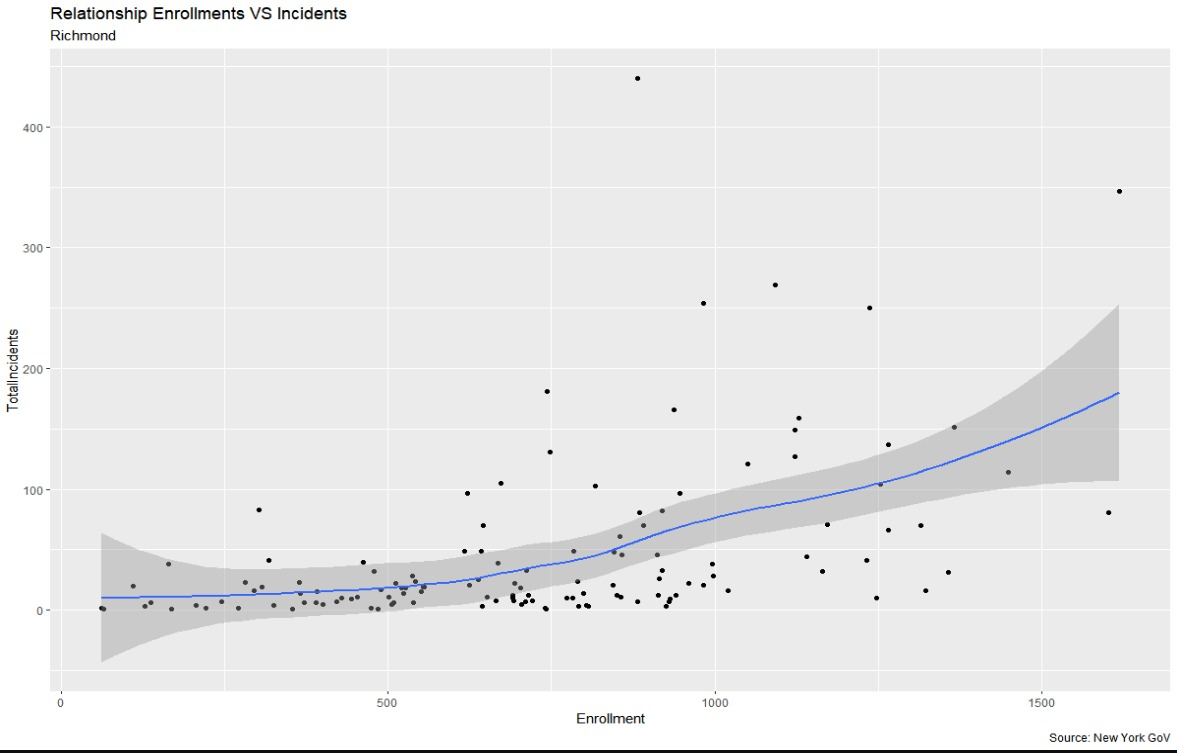 Relationship Enrollments VS Incidents
Richmond
400
300
200
100
0
TotalIncidents
0 500 1000 1500
Enrollment
Source: New York GoV